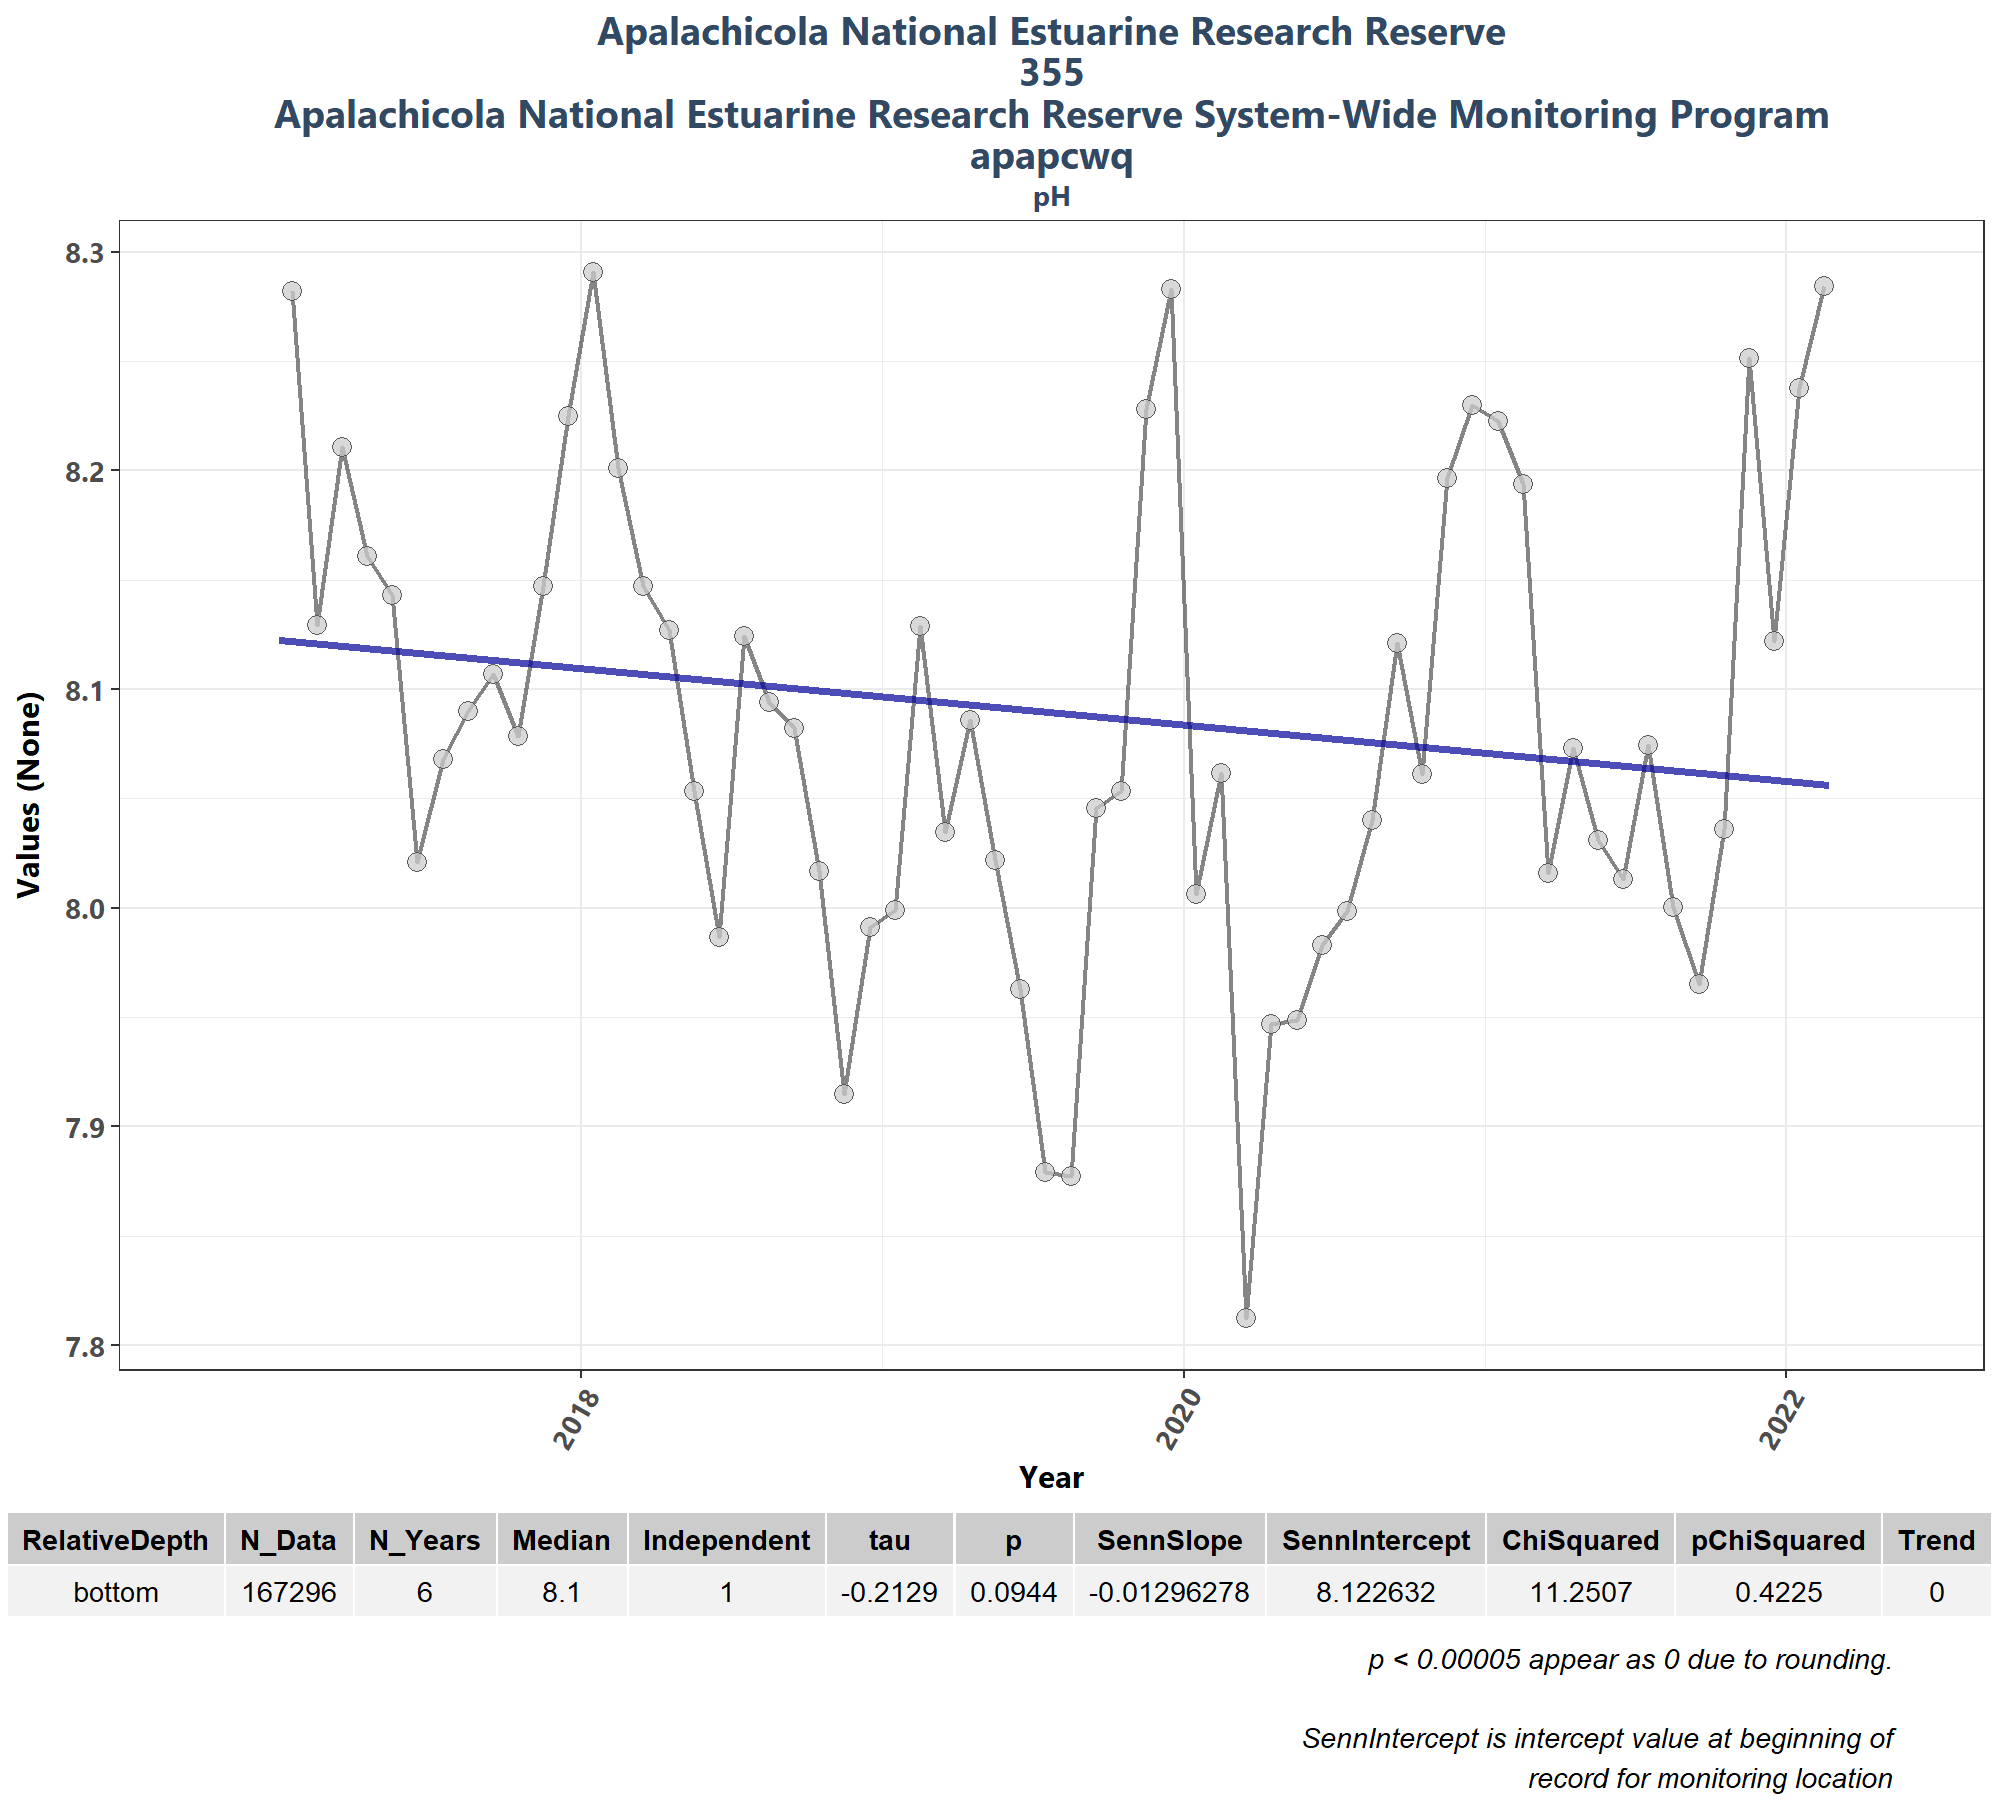 Apalachicola National Estuarine Research Reserve
355
Apalachicola National Estuarine Research Reserve System-Wide Monitoring Program
apapcwq
pH
8.3
8.2
8.1
8.0
7.9
7.8
Values (None)
2018
2020
2022
Year
RelativeDepth N_Data N_Years Median Independent tau p SennSlope SennIntercept ChiSquared pChiSquared Trend
bottom 167296 6 8.1 1 -0.2129 0.0944 -0.01296278 8.122632 11.2507 0.4225 0
p < 0.00005 appear as 0 due to rounding.
SennIntercept is intercept value at beginning of
record for monitoring location